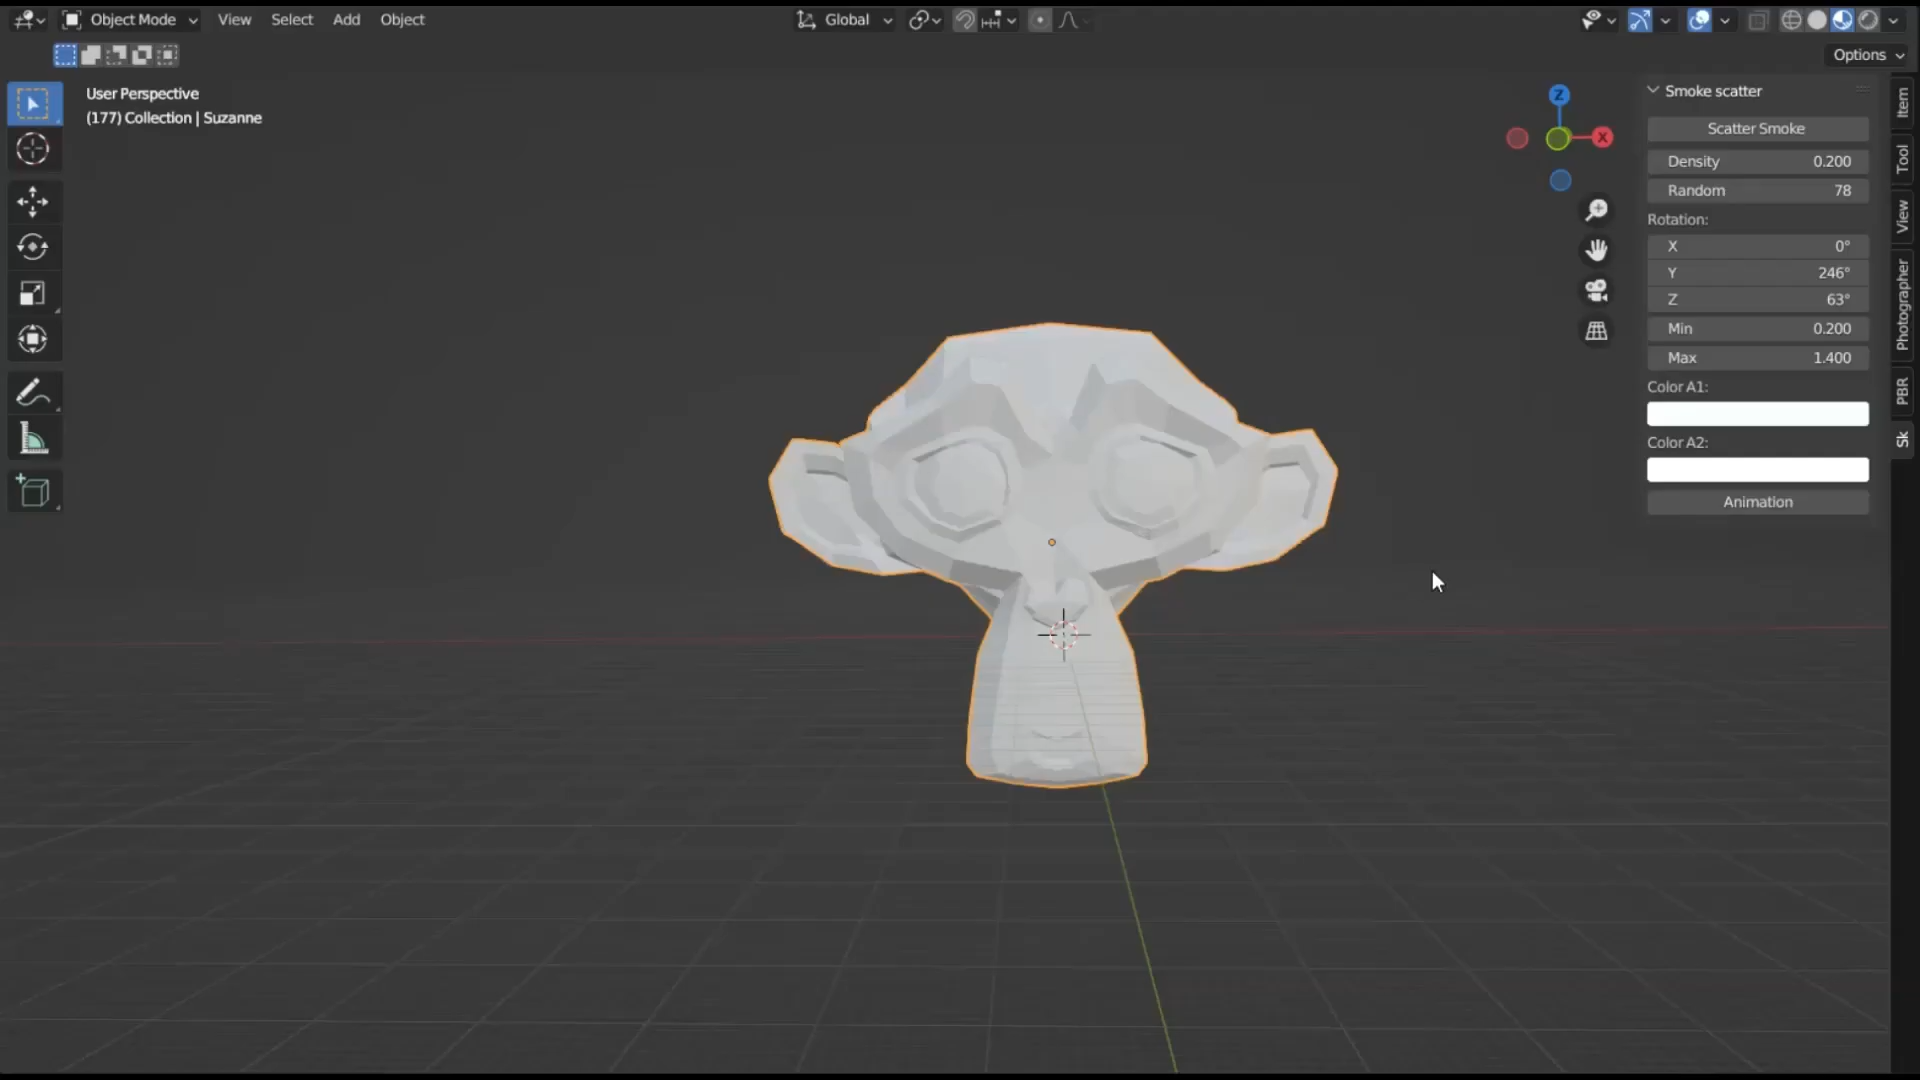 Object Mode View Select Add Object Global
Options
User Perspective
(177) Collection | Suzanne
Z
X
Smoke scatter
Scatter Smoke
Density 0.200
Random 78
Rotation:
X 0°
Y 246°
Z 63°
Min 0.200
Max 1.400
Color A1:
Color A2:
Animation
Item
Tool
View
Photographer
PBR
Sk